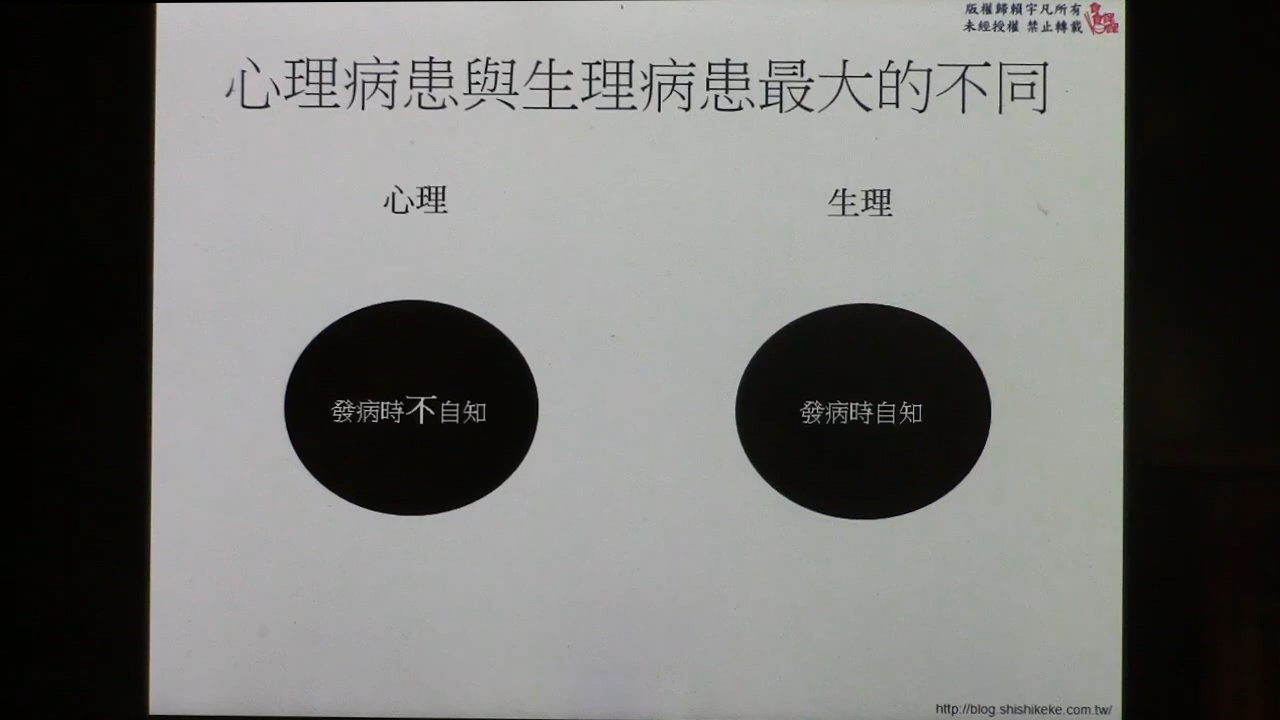 版權歸賴宇凡所有
未經授權 禁止轉載
心理病患與生理病患最大的不同
心理
生理
發病時不自知
發病時自知
http://blog.shishikeke.com.tw/